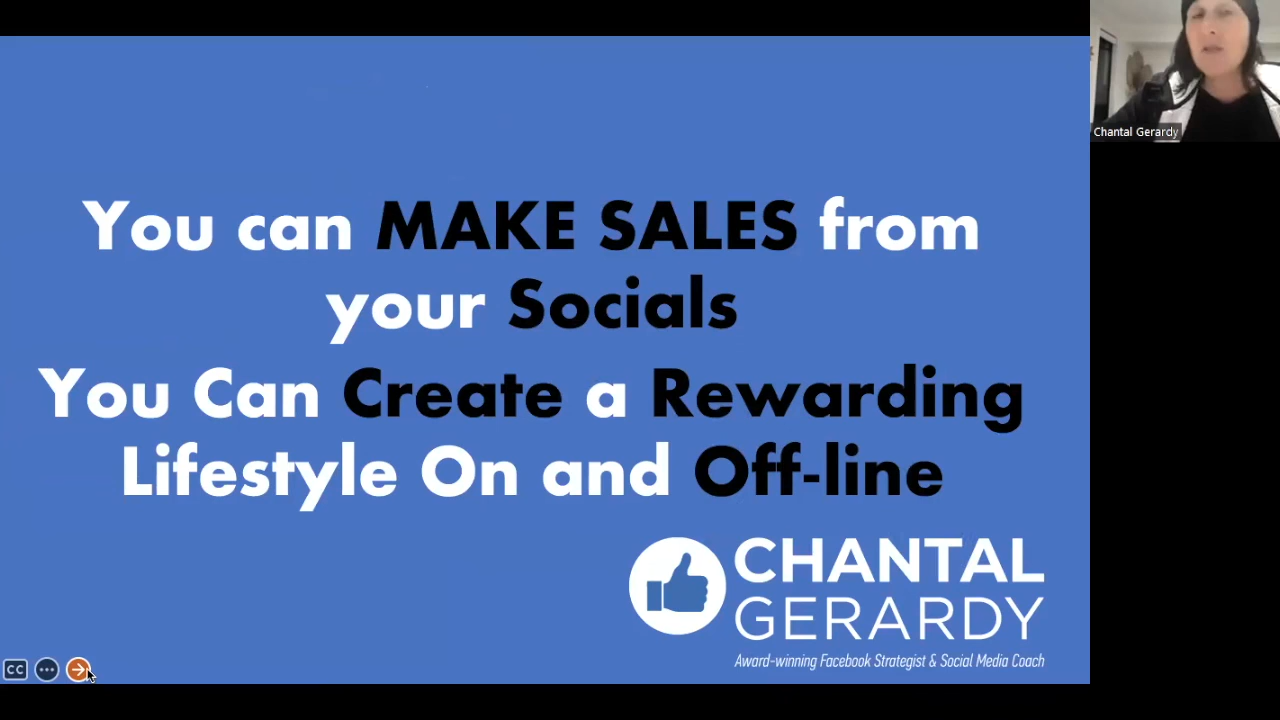 You can MAKE SALES from
your Socials
You Can Create a Rewarding
Lifestyle On and Off-line
CHANTAL
GERARDY
Award-winning Facebook Strategist & Social Media Coach
CC
Chantal Gerardy